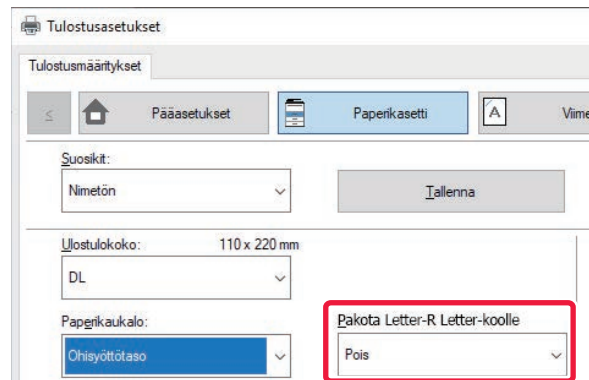 Tulostusasetukset
Tulostusmääritykset
≤ Pääasetukset Paperikasetti A Viime
Suosikit:
Nimetön Tallenna
Ulostulokoko: 110 x 220 mm
DL
Paperikaukalo: Pakota Letter-R Letter-koolle
Ohisyöttötaso Pois